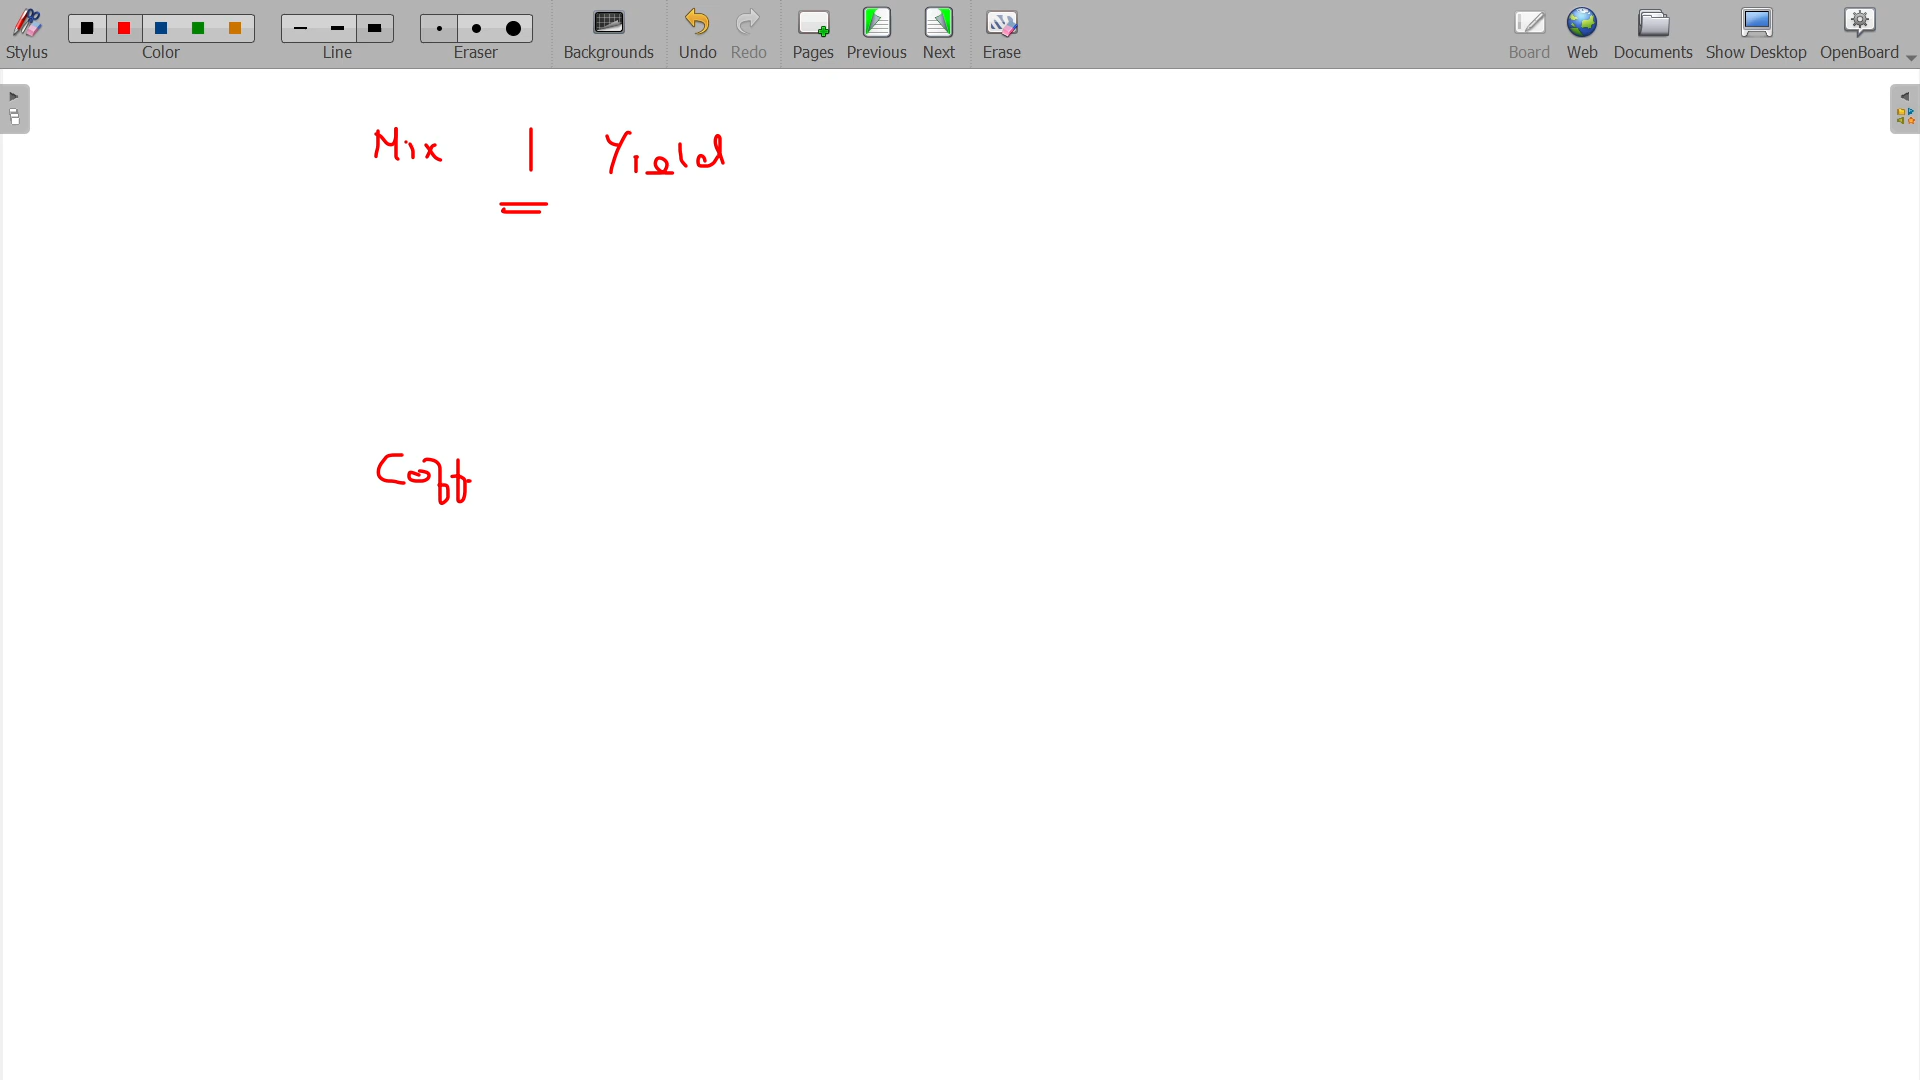 Stylus Color Line Eraser Backgrounds Undo Redo Pages Previous Next Erase Board Web Documents Show Desktop OpenBoard
Mix | Yield
Coff